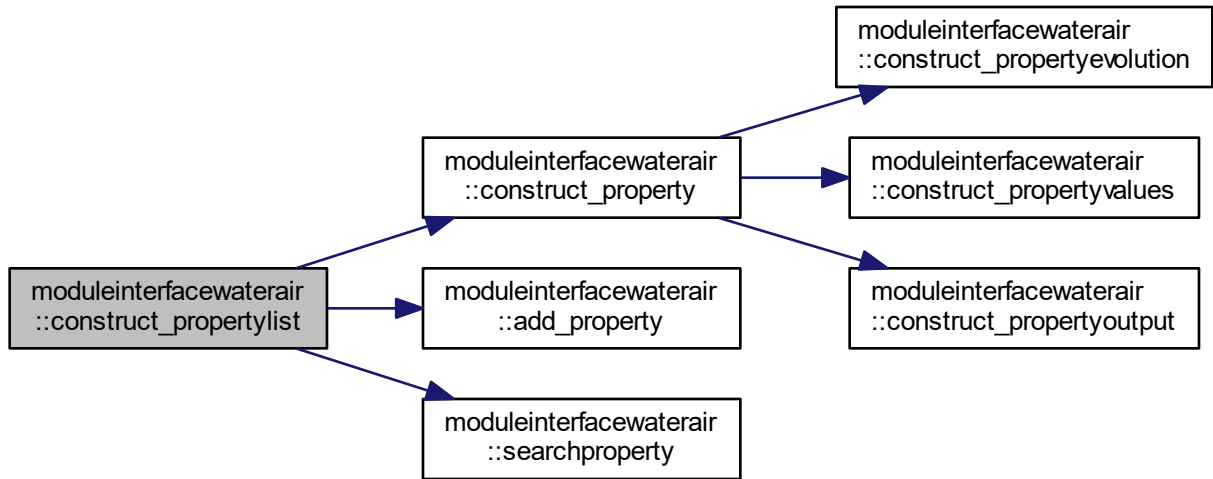 moduleinterfacewaterair
::construct_propertyevolution
moduleinterfacewaterair
::construct_property
moduleinterfacewaterair
::construct_propertyvalues
moduleinterfacewaterair
::construct_propertylist
moduleinterfacewaterair
::add_property
moduleinterfacewaterair
::construct_propertyoutput
moduleinterfacewaterair
::searchproperty